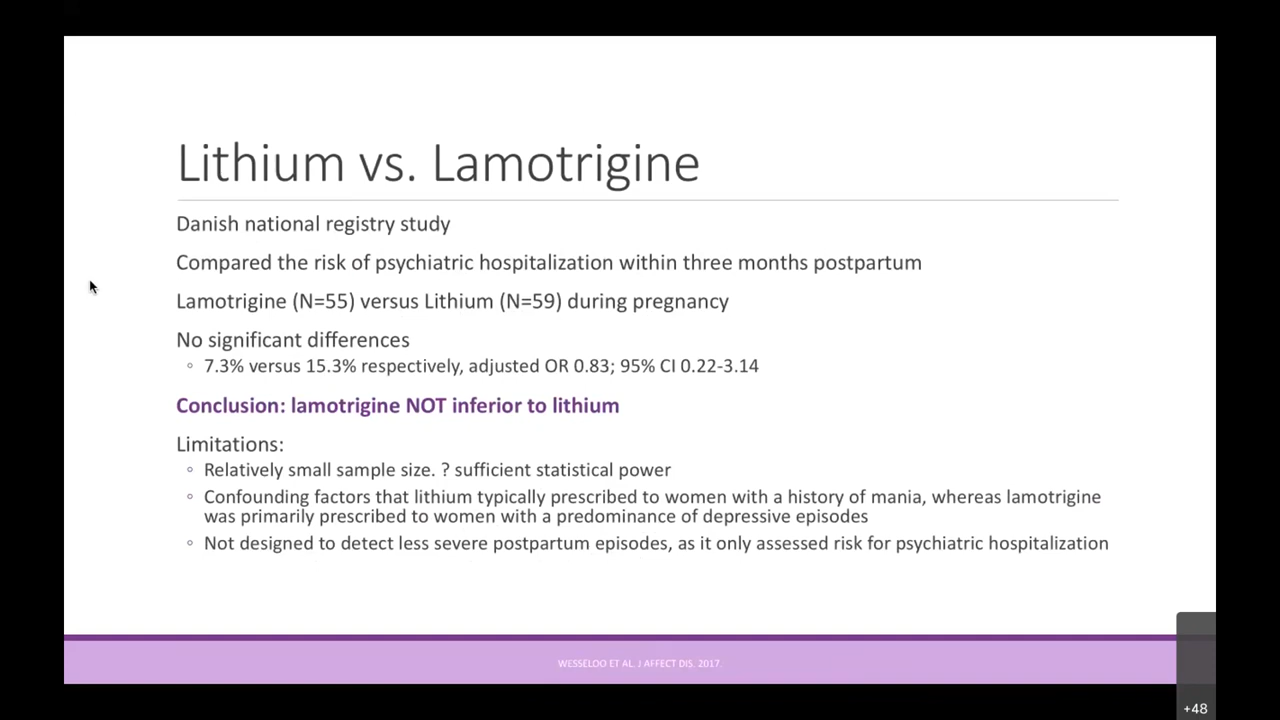 Lithium vs. Lamotrigine
Danish national registry study
Compared the risk of psychiatric hospitalization within three months postpartum
Lamotrigine (N=55) versus Lithium (N=59) during pregnancy
No significant differences
◦ 7.3% versus 15.3% respectively, adjusted OR 0.83; 95% CI 0.22-3.14
Conclusion: lamotrigine NOT inferior to lithium
Limitations:
◦ Relatively small sample size. ? sufficient statistical power
◦ Confounding factors that lithium typically prescribed to women with a history of mania, whereas lamotrigine
was primarily prescribed to women with a predominance of depressive episodes
◦ Not designed to detect less severe postpartum episodes, as it only assessed risk for psychiatric hospitalization
WESSELOO ET AL. J AFFECT DIS. 2017.
+48